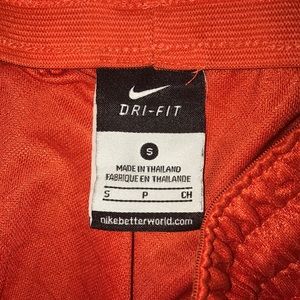 DRI-FIT
S
MADE IN THAILAND
FABRIQUE EN THAILANDE
S P CH
nikebetterworld.com